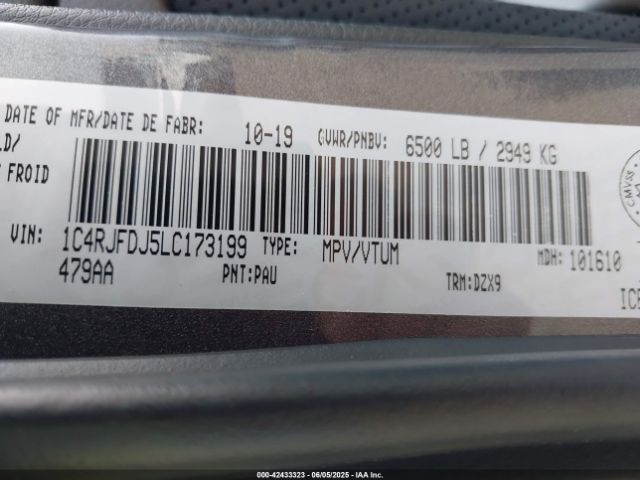 DATE OF MFR/DATE DE FABR: 10-19 GVWR/PNBV: 6500 LB / 2949 KG
LD/
FROID
CMVSS
VIN: 1C4RJFDJ5LC173199 TYPE: MPV/VTUM MDH: 101610
479AA PNT:PAU TRM:DZX9
000-42433323 - 06/05/2025 - IAA Inc.